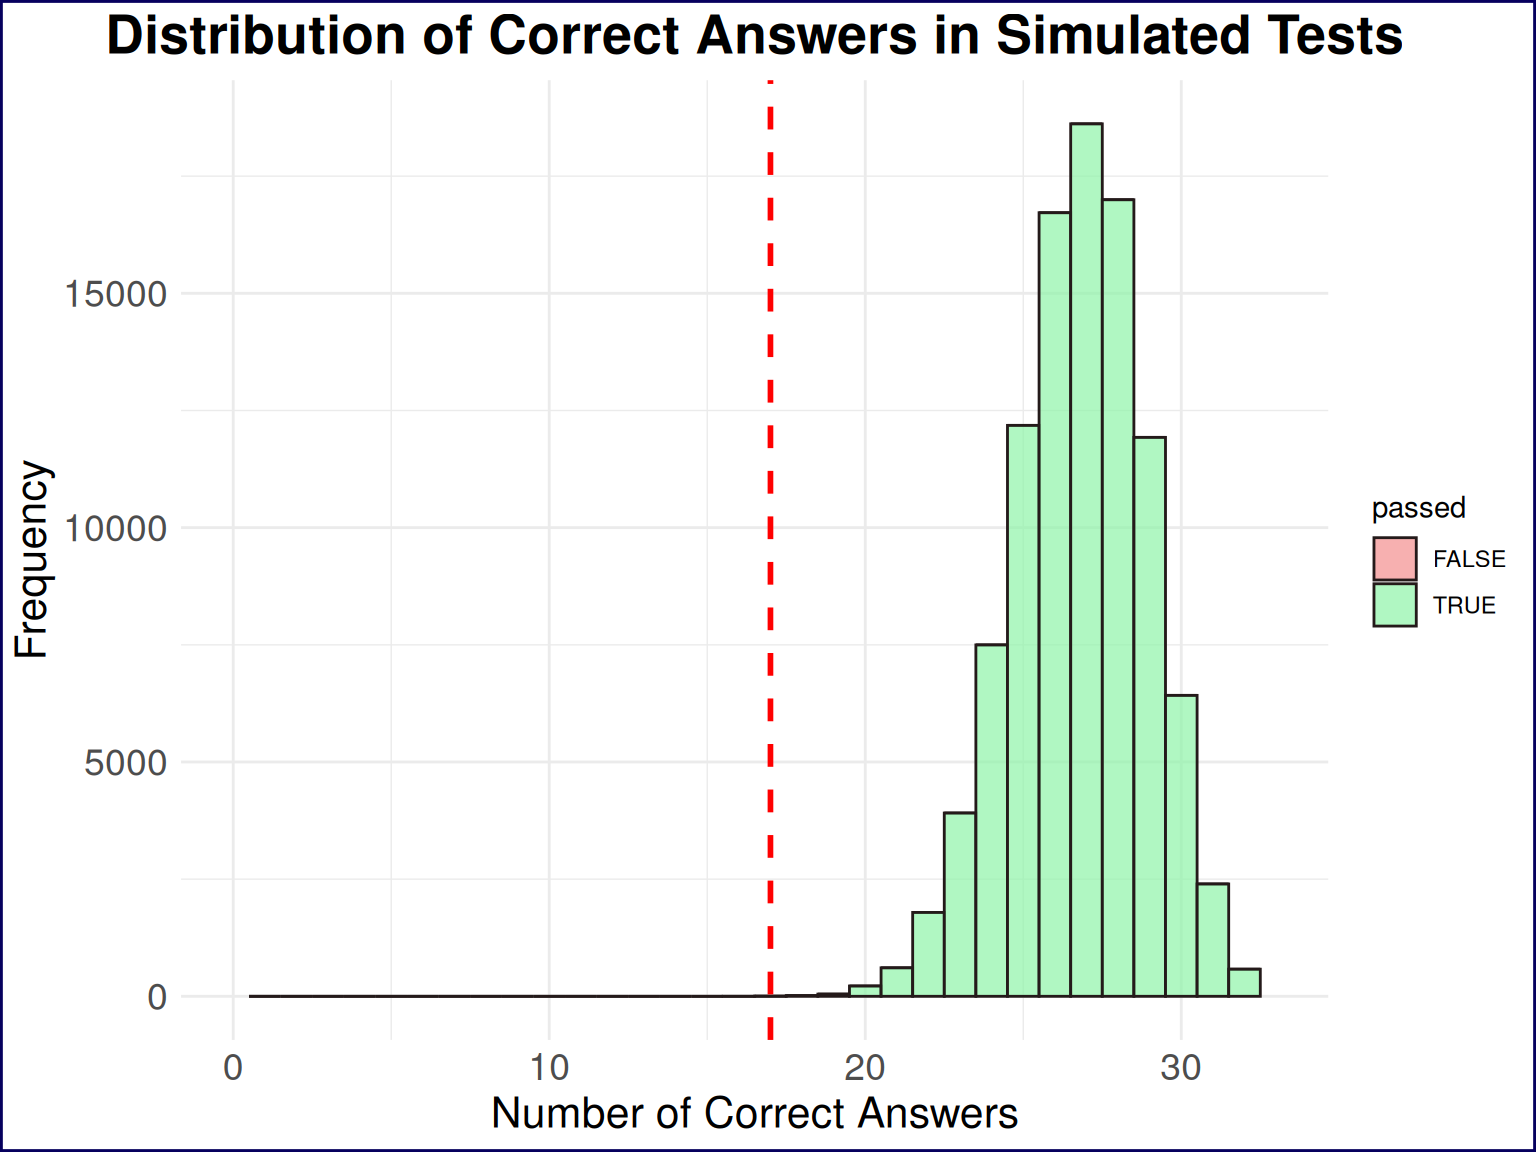 Distribution of Correct Answers in Simulated Tests
Frequency
15000
10000
5000
0
0 10 20 30
Number of Correct Answers
passed
FALSE
TRUE